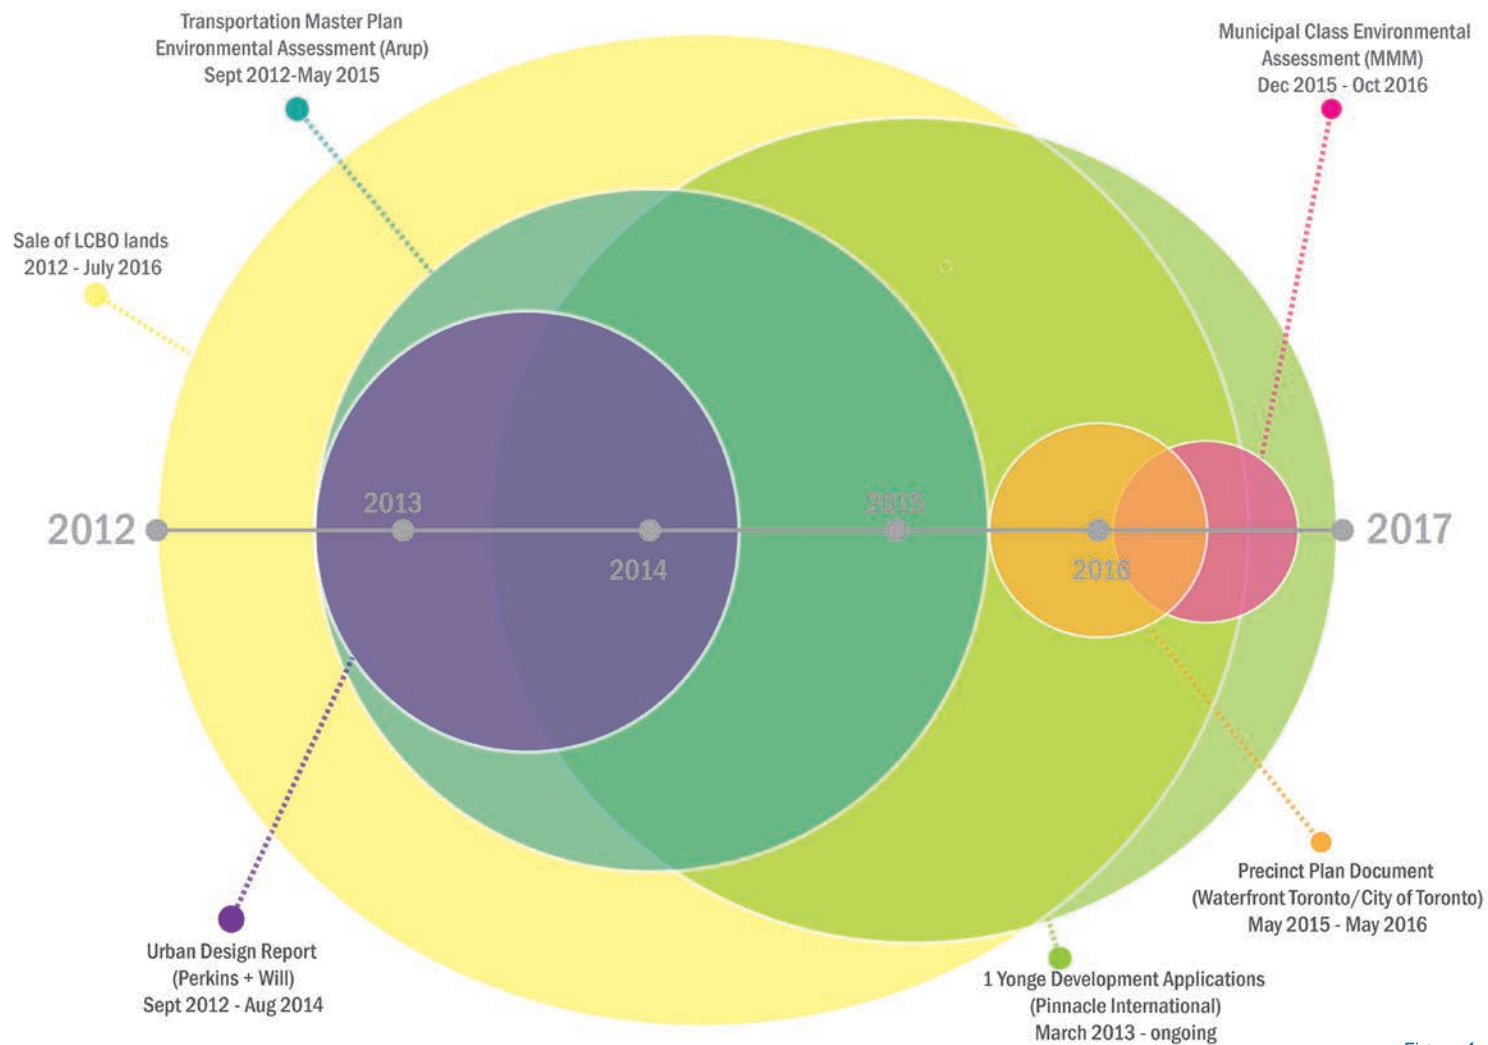 Transportation Master Plan
Environmental Assessment (Arup)
Sept 2012-May 2015
Municipal Class Environmental
Assessment (MMM)
Dec 2015 - Oct 2016
Sale of LCBO lands
2012 - July 2016
2012
2013
2014
2015
2016
2017
Precinct Plan Document
(Waterfront Toronto/City of Toronto)
May 2015 - May 2016
Urban Design Report
(Perkins + Will)
Sept 2012 - Aug 2014
1 Yonge Development Applications
(Pinnacle International)
March 2013 - ongoing